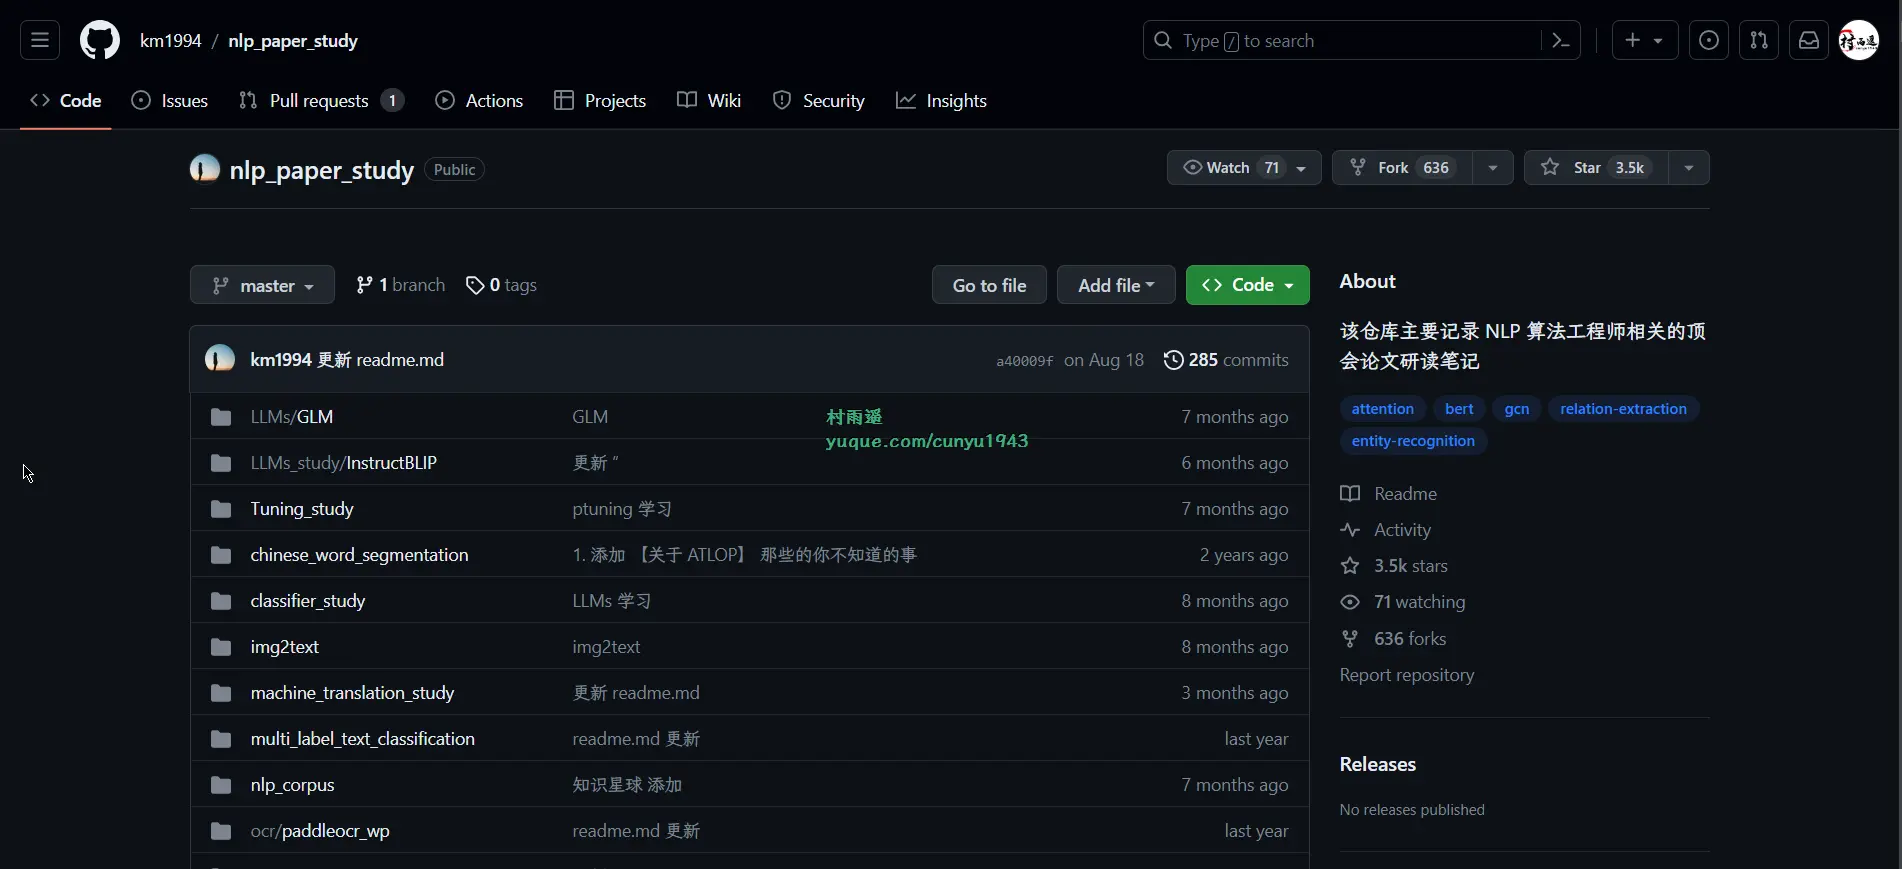 km1994 / nlp_paper_study
Type / to search
Code Issues Pull requests 1 Actions Projects Wiki Security Insights
nlp_paper_study Public
Watch 71 Fork 636 Star 3.5k
master 1 branch 0 tags Go to file Add file Code
km1994 更新 readme.md a40009f on Aug 18 285 commits
LLMs/GLM GLM 7 months ago
村雨遥
yuque.com/cunyu1943
LLMs_study/InstructBLIP 更新 “ 6 months ago
Tuning_study ptuning 学习 7 months ago
chinese_word_segmentation 1. 添加 【关于 ATLOP】 那些的你不知道的事 2 years ago
classifier_study LLMs 学习 8 months ago
img2text img2text 8 months ago
machine_translation_study 更新 readme.md 3 months ago
multi_label_text_classification readme.md 更新 last year
nlp_corpus 知识星球 添加 7 months ago
ocr/paddleocr_wp readme.md 更新 last year
About
该仓库主要记录 NLP 算法工程师相关的顶
会论文研读笔记
attention bert gcn relation-extraction
entity-recognition
Readme
Activity
3.5k stars
71 watching
636 forks
Report repository
Releases
No releases published